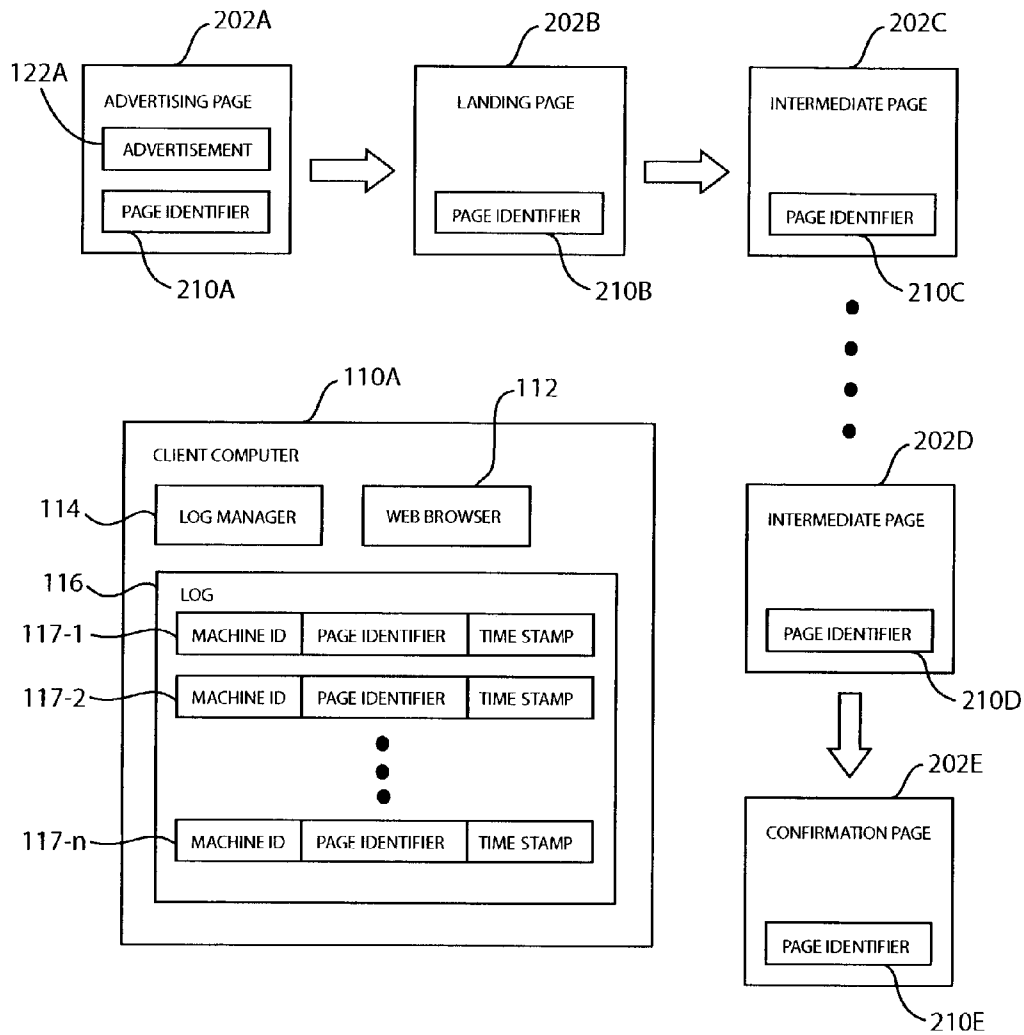 202A
202B
202C
122A
ADVERTISING PAGE
ADVERTISEMENT
PAGE IDENTIFIER
210A
LANDING PAGE
PAGE IDENTIFIER
210B
INTERMEDIATE PAGE
PAGE IDENTIFIER
210C
110A
112
CLIENT COMPUTER
114
LOG MANAGER
WEB BROWSER
116
LOG
117-1
MACHINE ID
PAGE IDENTIFIER
TIME STAMP
117-2
MACHINE ID
PAGE IDENTIFIER
TIME STAMP
117-n
MACHINE ID
PAGE IDENTIFIER
TIME STAMP
202D
INTERMEDIATE PAGE
PAGE IDENTIFIER
210D
202E
CONFIRMATION PAGE
PAGE IDENTIFIER
210E